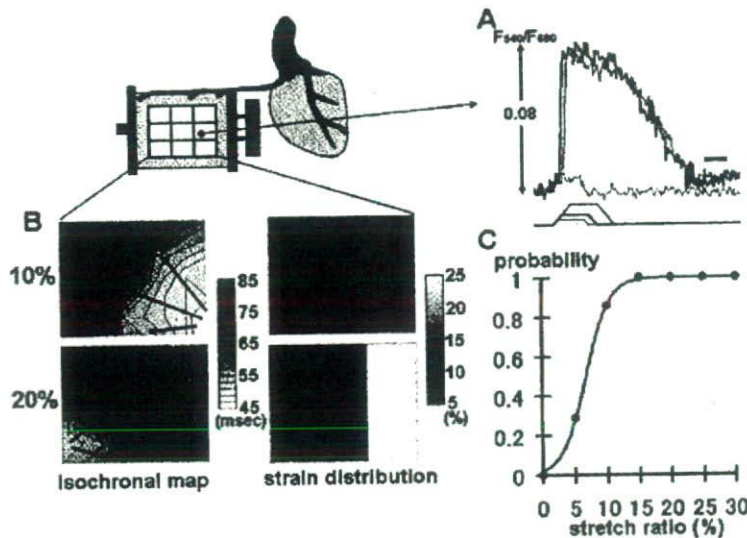 A
F540/F680
0.08
B
10%
20%
85
75
65
55
45
(msec)
25
20
15
10
5
(%)
isochronal map
strain distribution
C
probability
1
0.8
0.6
0.4
0.2
0
0 5 10 15 20 25 30
stretch ratio (%)